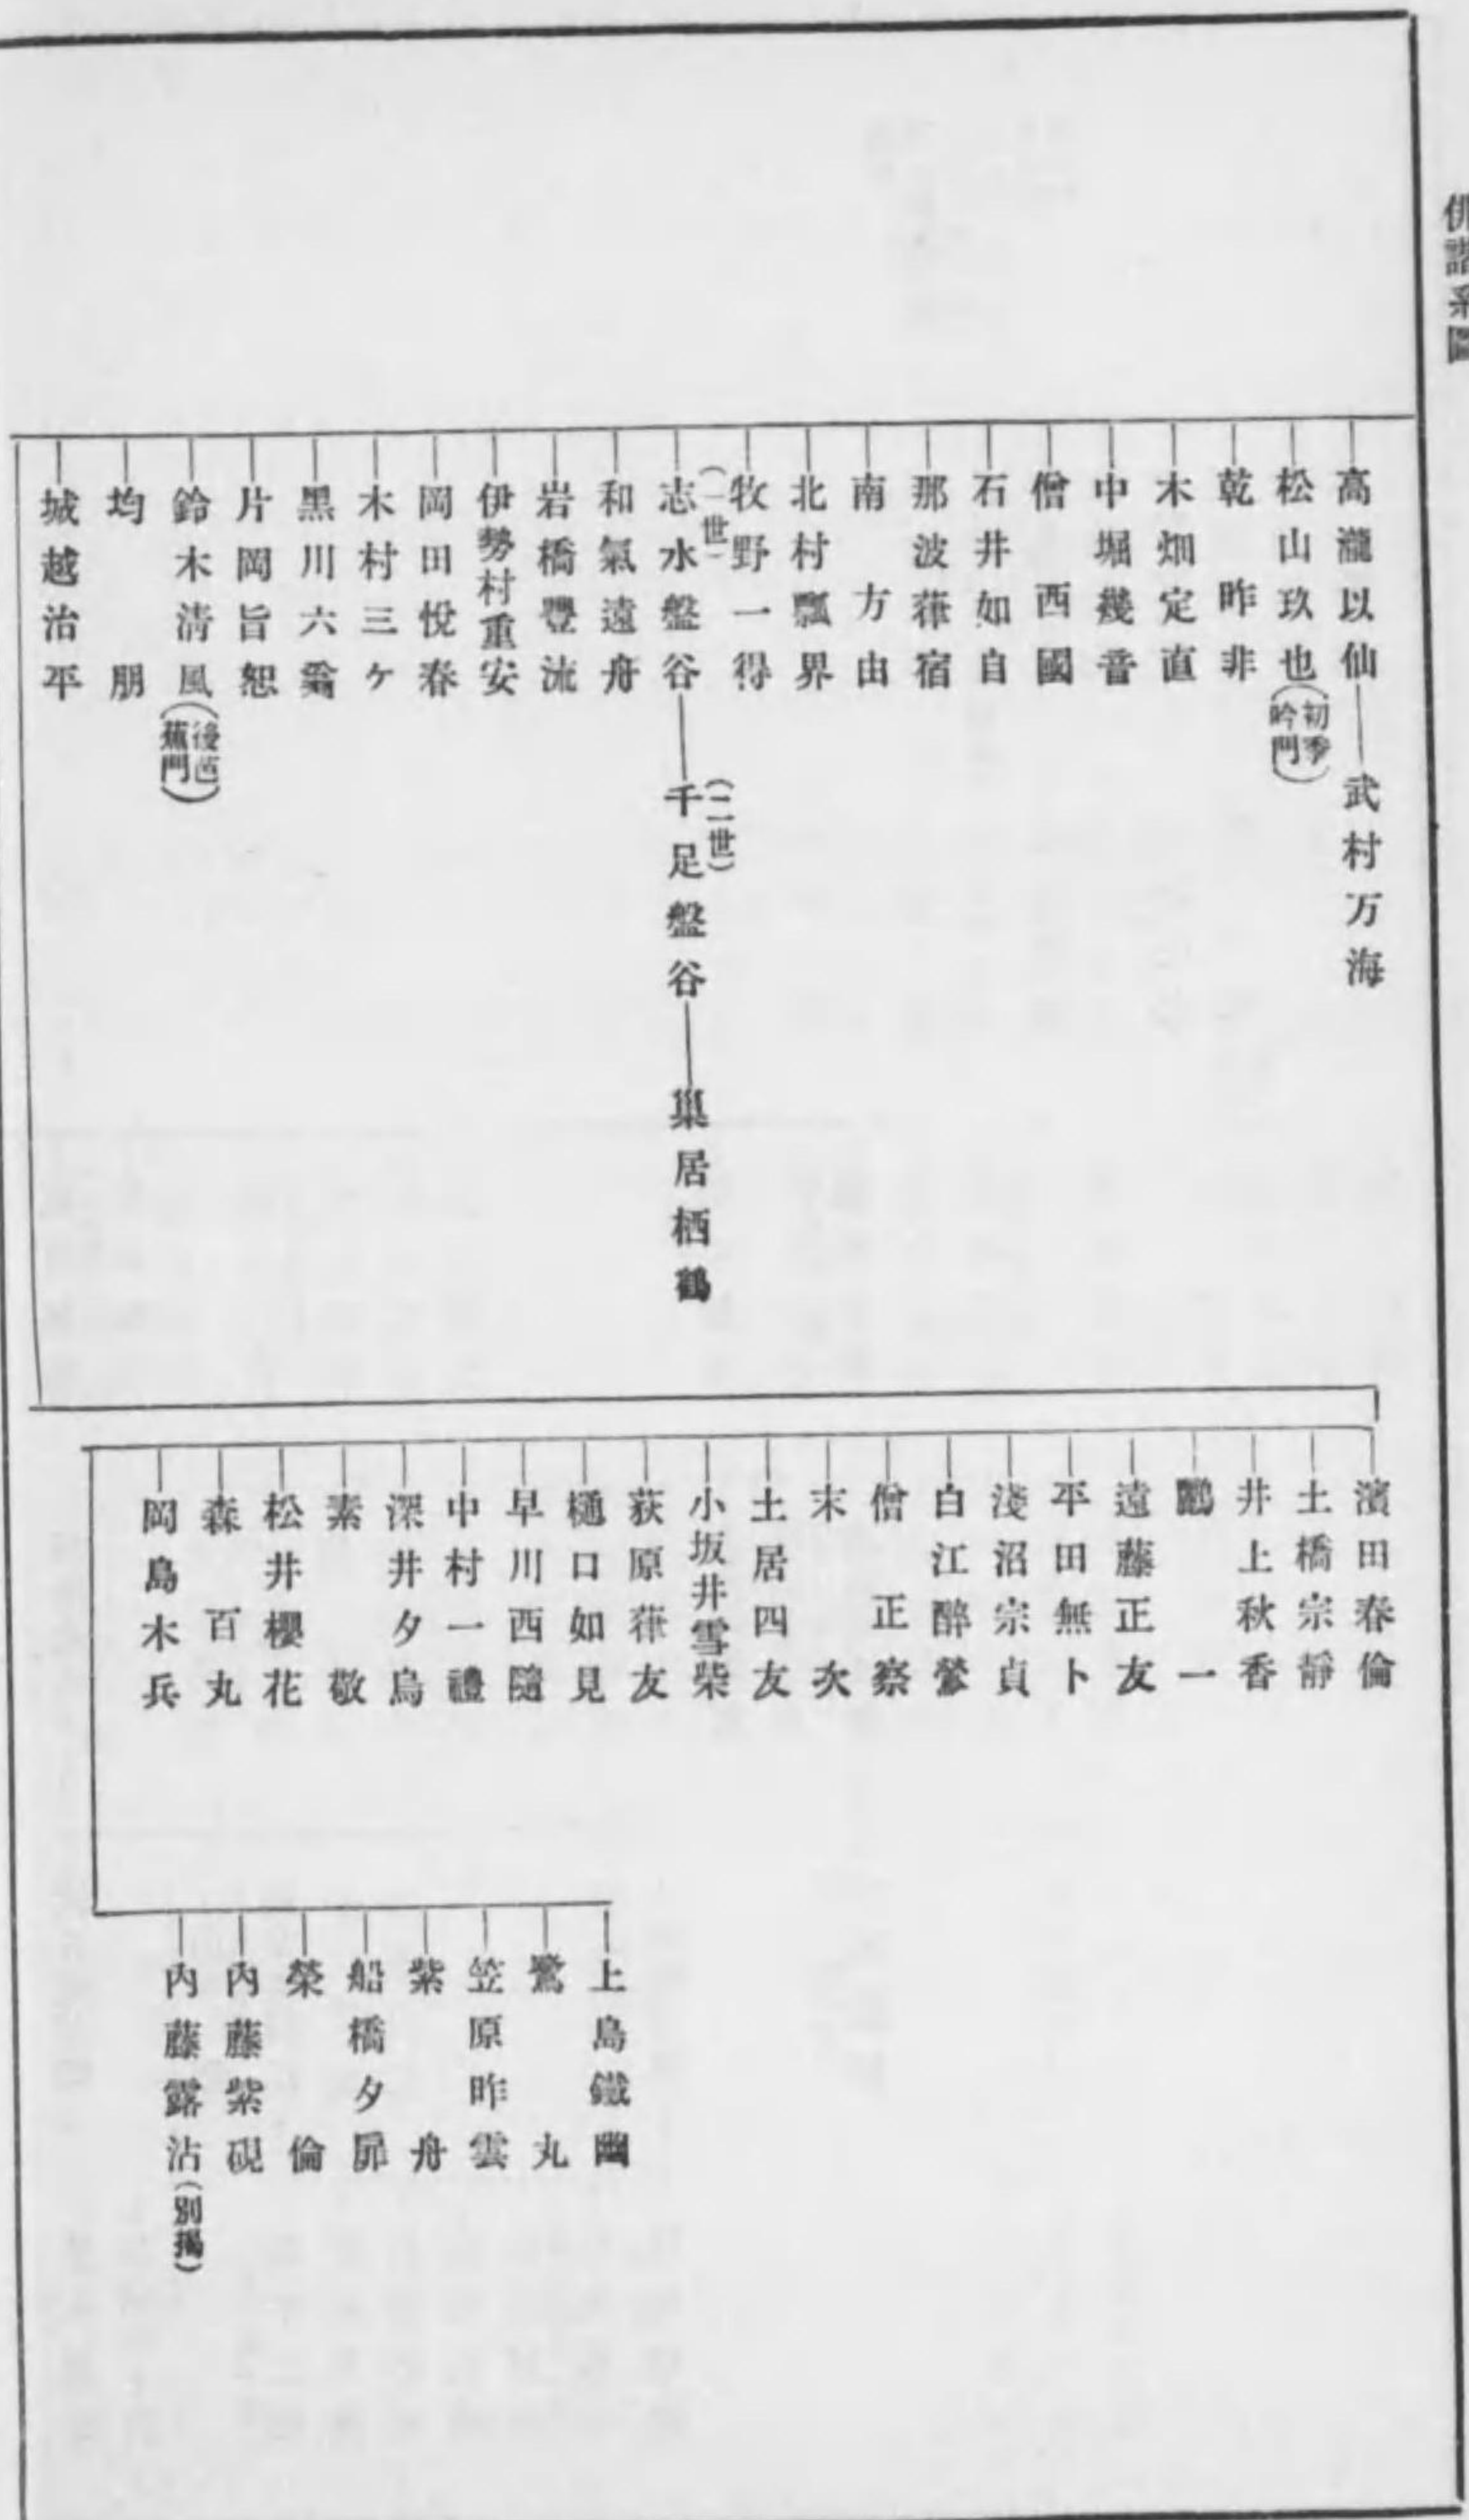 俳諧系圖
高瀧以仙―武村万海
松山玖也(初季吟門)
乾昨非
木畑定直
中堀幾音
僧西國
石井如自
那波葎宿
南方由
北村瓢界
牧野一得
(一世)志水盤谷―(二世)千足盤谷―巣居栖鶴
和氣遠舟
岩橋豐流
伊勢村重安
岡田悅春
木村三ケ
黑川六翁
片岡旨恕
鈴木清風(後芭蕉門)
均朋
城越治平
濱田春倫
土橋宗靜
井上秋香
一
遠藤正友
平田無卜
淺沼宗貞
白江醉
僧正察
末次
土居四友
小坂井雪柴
荻原葎友
樋口如見
早川西隨
中村一禮
深井夕鳥
素敬
松井櫻花
森百丸
岡島木兵
上島鐵幽
鷺丸
笠原昨雲
紫舟
船橋夕扉
榮倫
內藤紫硯
內藤露沾(別揭)